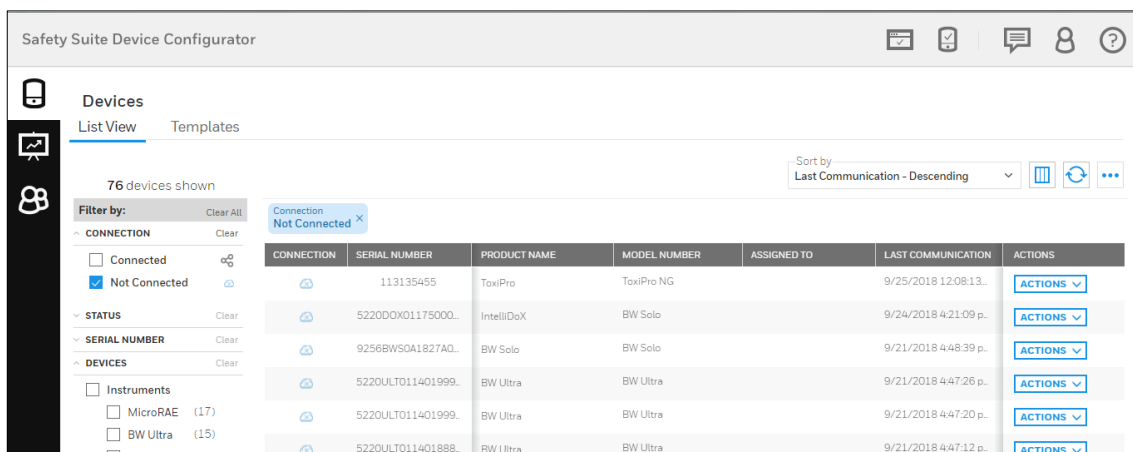 Safety Suite Device Configurator
Devices
List View Templates
Sort by
Last Communication - Descending
76 devices shown
Filter by: Clear All
Connection
Not Connected ×
CONNECTION Clear
Connected
Not Connected
STATUS Clear
SERIAL NUMBER Clear
DEVICES Clear
Instruments
MicroRAE (17)
BW Ultra (15)
CONNECTION SERIAL NUMBER PRODUCT NAME MODEL NUMBER ASSIGNED TO LAST COMMUNICATION ACTIONS
113135455 ToxiPro ToxiPro NG 9/25/2018 12:08:13... ACTIONS
5220DOX01175000... IntelliDoX BW Solo 9/24/2018 4:21:09 p... ACTIONS
9256BWS0A1827A0... BW Solo BW Solo 9/21/2018 4:48:39 p... ACTIONS
5220ULT011401999... BW Ultra BW Ultra 9/21/2018 4:47:26 p... ACTIONS
5220ULT011401999... BW Ultra BW Ultra 9/21/2018 4:47:20 p... ACTIONS
5220ULT011401888... BW Ultra BW Ultra 9/21/2018 4:47:12 p... ACTIONS